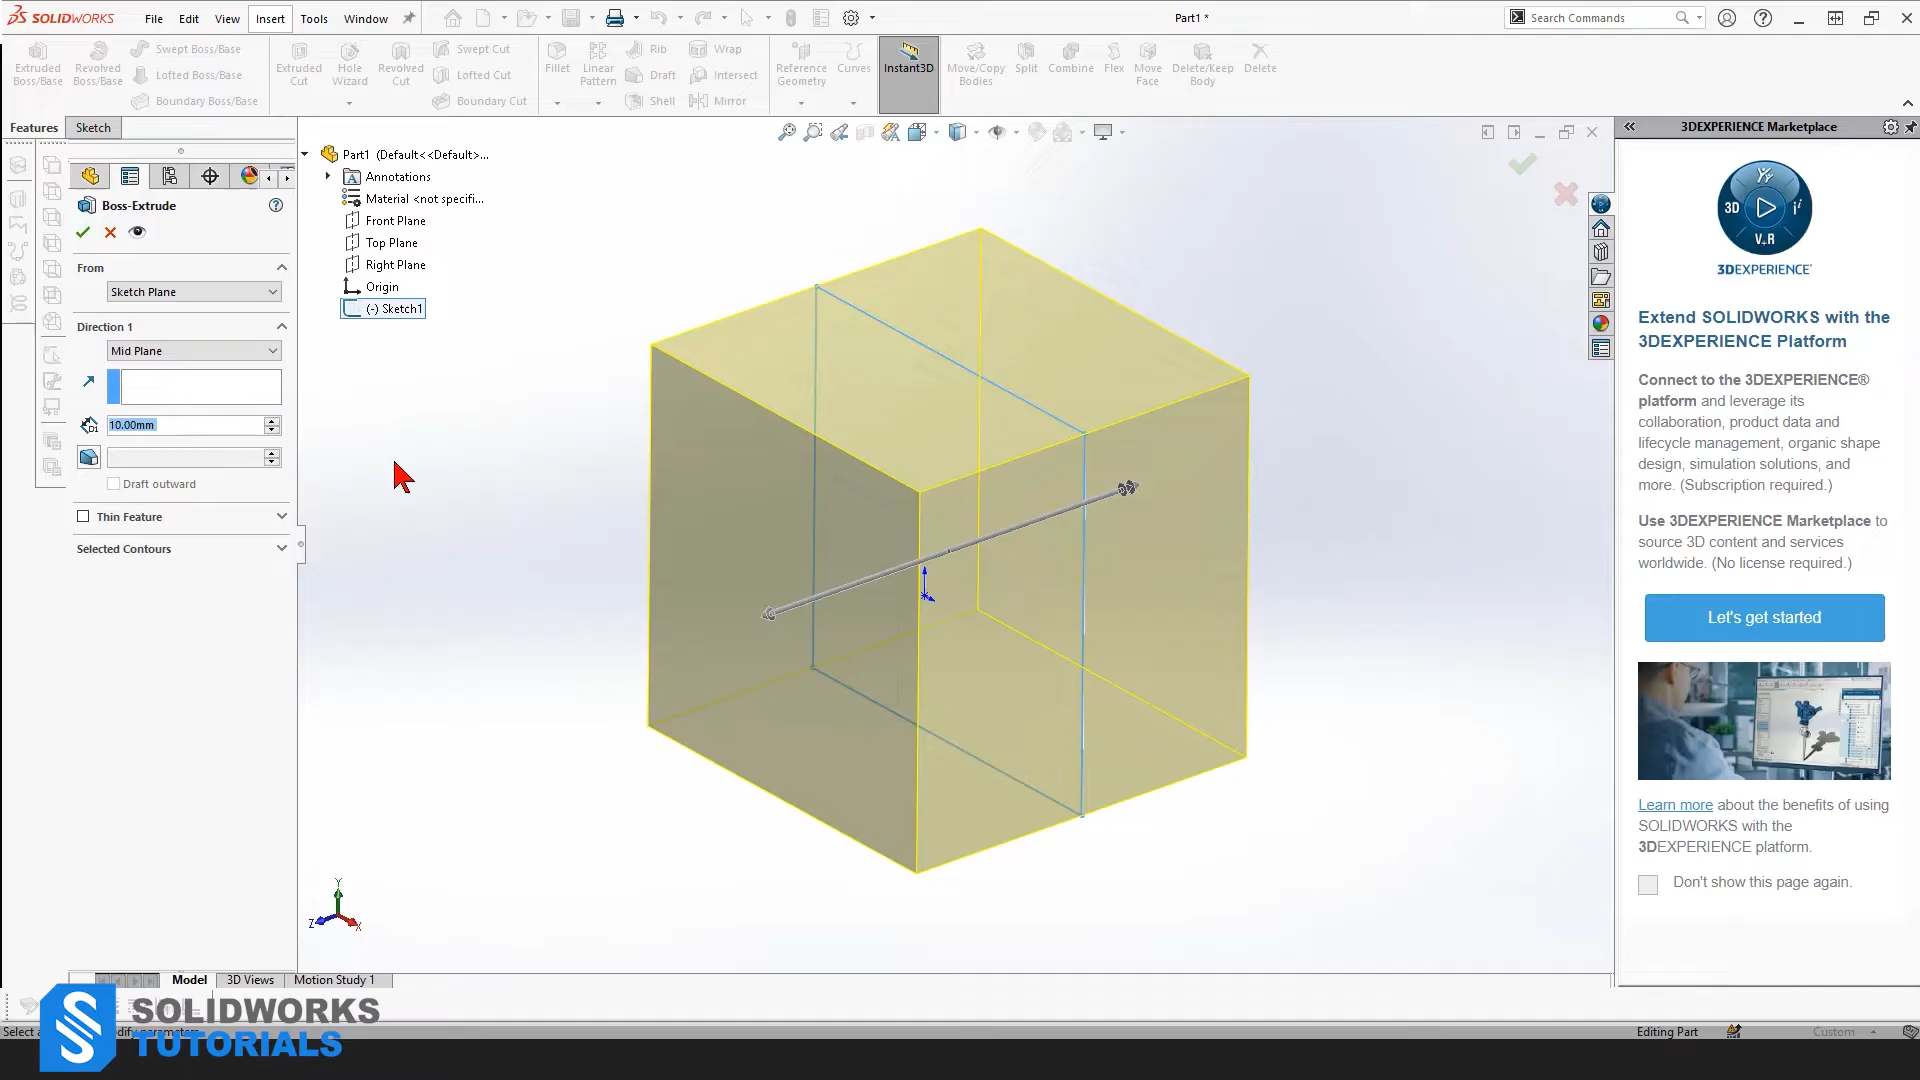 SOLIDWORKS
File Edit View Insert Tools Window
Part1 *
Search Commands
Extruded Boss/Base
Revolved Boss/Base
Swept Boss/Base
Lofted Boss/Base
Boundary Boss/Base
Extruded Cut
Hole Wizard
Revolved Cut
Swept Cut
Lofted Cut
Boundary Cut
Fillet
Linear Pattern
Rib
Draft
Shell
Wrap
Intersect
Mirror
Reference Geometry
Curves
Instant3D
Move/Copy Bodies
Split
Combine
Flex
Move Face
Delete/Keep Body
Delete
Features Sketch
Boss-Extrude
From
Sketch Plane
Direction 1
Mid Plane
D1
10.00mm
Draft outward
Thin Feature
Selected Contours
Part1 (Default<<Default>...
Annotations
Material <not specifi...
Front Plane
Top Plane
Right Plane
Origin
(-) Sketch1
Y
Z
X
3DEXPERIENCE Marketplace
3D
V+R
3DEXPERIENCE
Extend SOLIDWORKS with the
3DEXPERIENCE Platform
Connect to the 3DEXPERIENCE®
platform and leverage its
collaboration, product data and
lifecycle management, organic shape
design, simulation solutions, and
more. (Subscription required.)
Use 3DEXPERIENCE Marketplace to
source 3D content and services
worldwide. (No license required.)
Let's get started
Learn more about the benefits of using
SOLIDWORKS with the
3DEXPERIENCE platform.
Don't show this page again.
Model 3D Views Motion Study 1
Editing Part
Custom
SOLIDWORKS
TUTORIALS